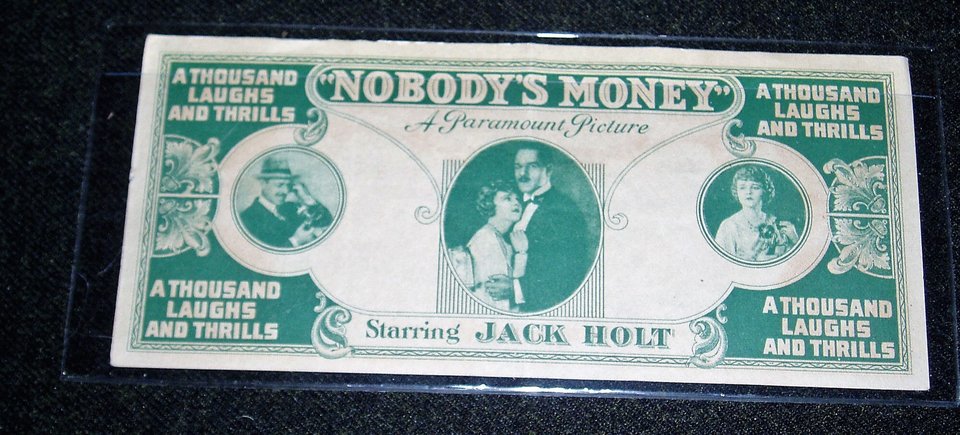 A THOUSAND
LAUGHS
AND THRILLS
"NOBODY'S MONEY"
A Paramount Picture
A THOUSAND
LAUGHS
AND THRILLS
A THOUSAND
LAUGHS
AND THRILLS
Starring JACK HOLT
A THOUSAND
LAUGHS
AND THRILLS